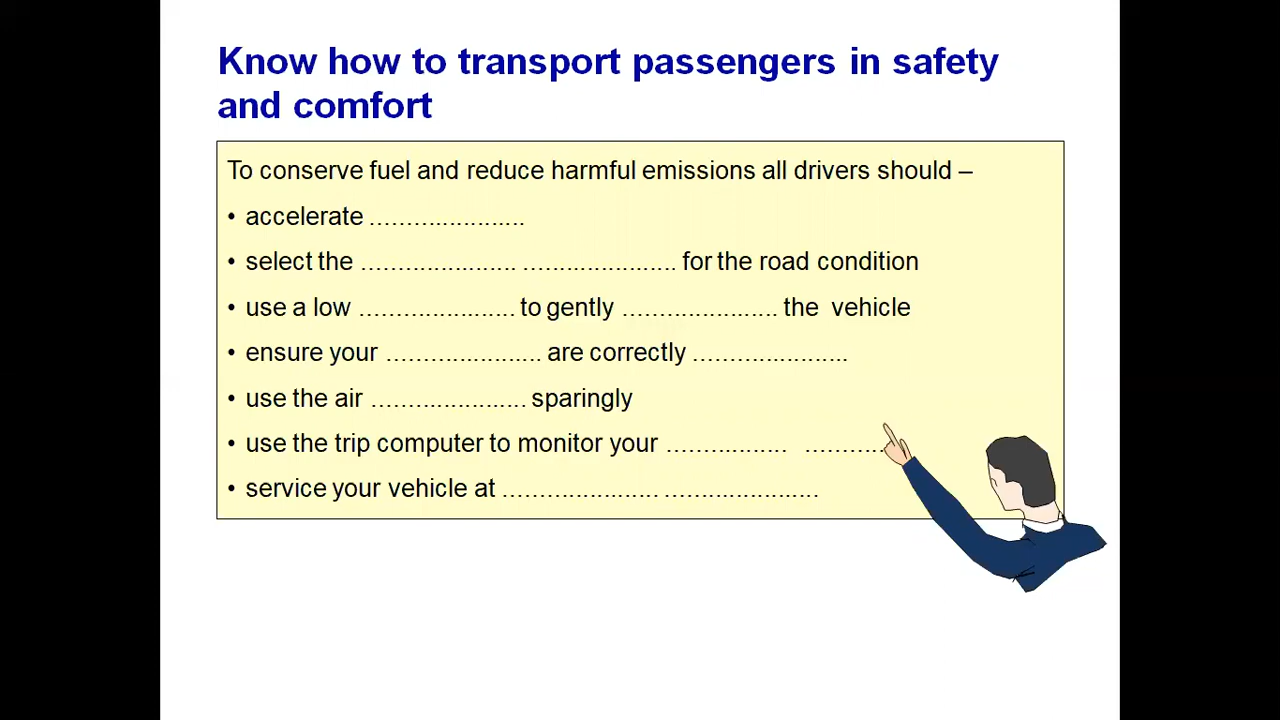 Know how to transport passengers in safety
and comfort
To conserve fuel and reduce harmful emissions all drivers should –
• accelerate .....................
• select the ..................... ..................... for the road condition
• use a low ..................... to gently ..................... the vehicle
• ensure your ..................... are correctly .....................
• use the air ..................... sparingly
• use the trip computer to monitor your ................ ...........
• service your vehicle at ..................... .....................